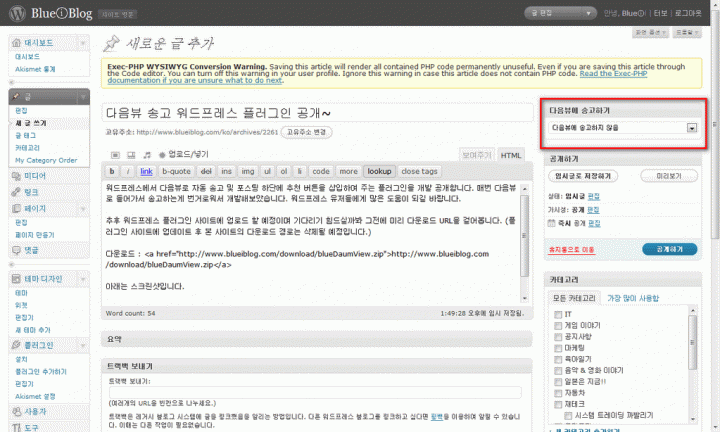 BlueⓘBlog 사이트 방문
글 편집
안녕, Blueⓘ | 터보 | 로그아웃
화면 옵션
도움말
새로운 글 추가
Exec-PHP WYSIWYG Conversion Warning. Saving this article will render all contained PHP code permanently unuseful. Even if you are saving this article through
the Code editor. You can turn off this warning in your user profile. Ignore this warning in case this article does not contain PHP code. Read the Exec-PHP
documentation if you are unsure what to do next.
대시보드
대시보드
Akismet 통계
글
편집
새 글 쓰기
글 태그
카테고리
My Category Order
미디어
링크
페이지
편집
페이지 만들기
댓글
테마 디자인
테마
위젯
편집기
새 테마 추가
플러그인
설치
플러그인 추가하기
편집기
Akismet 설정
사용자
도구
다음뷰 송고 워드프레스 플러그인 공개~
고유주소: http://www.blueiblog.com/ko/archives/2261 고유주소 변경
업로드/넣기
보여주기 HTML
b i link b-quote del ins img ul ol li code more lookup close tags
워드프레스에서 다음뷰로 자동 송고 및 포스팅 하단에 추천 버튼을 삽입하여 주는 플러그인을 개발 공개합니다. 매번 다음뷰
로 들어가서 송고하는게 번거로워서 개발해보았습니다. 워드프레스 유저들에게 많은 도움이 되길 바랍니다.
추후 워드프레스 플러그인 사이트에 업로드 할 예정이며 기다리기 힘드실까봐 그전에 미리 다운로드 URL을 걸어봅니다. (플
러그인 사이트에 업데이트 후 본 사이트의 다운로드 경로는 삭제될 예정입니다.)
다운로드 : <a href="http://www.blueiblog.com/download/blueDaumView.zip">http://www.blueiblog.com
/download/blueDaumView.zip</a>
아래는 스크린샷입니다.
Word count: 54
1:49:28 오후에 임시 저장됨.
요약
트랙백 보내기
트랙백 보내기:
(여러개의 URL을 빈칸으로 나누세요.)
트랙백은 레거시 블로그 시스템에 글을 링크했음을 알리는 방법입니다. 다른 워드프레스 블로그를 링크하고 싶다면 핑백을 이용하여 알릴 수 있습니
다. 이때는 다른 작업이 필요없습니다.
다음뷰에 송고하기
다음뷰에 송고하지 않음
공개하기
임시글로 저장하기
미리보기
상태: 임시글 편집
가시성: 공개 편집
즉시 공개 편집
휴지통으로 이동
공개하기
카테고리
모든 카테고리 가장 많이 사용함
IT
게임 이야기
공지사항
마케팅
육아일기
음악 & 영화 이야기
일본은 지금!!
자동차
재테크
시스템 트레이딩 까발리기